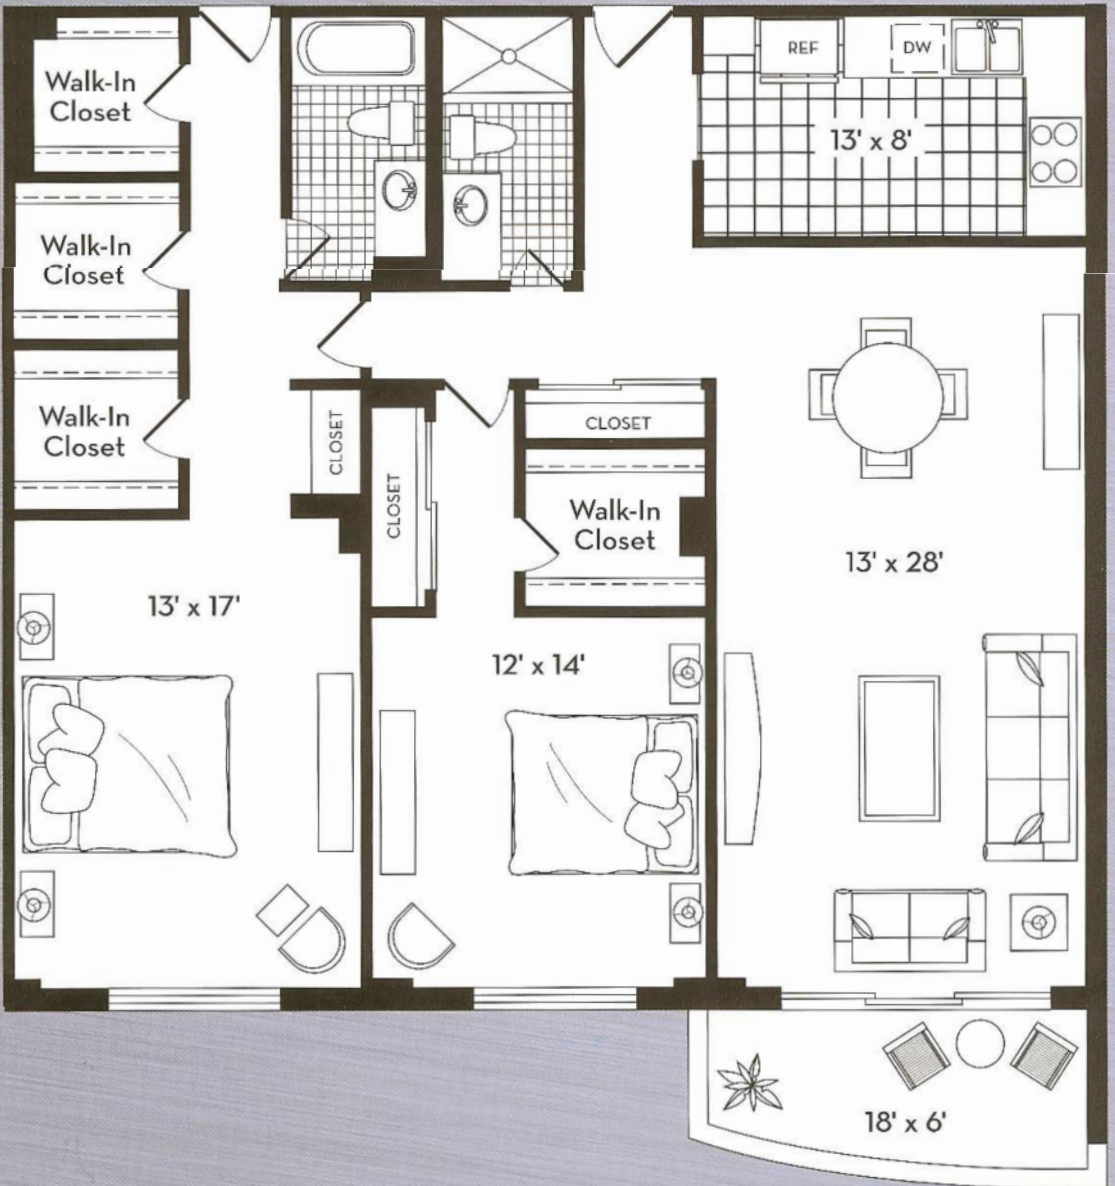 REF
DW
Walk-In
Closet
13' x 8'
Walk-In
Closet
Walk-In
Closet
CLOSET
CLOSET
CLOSET
Walk-In
Closet
13' x 28'
13' x 17'
12' x 14'
18' x 6'